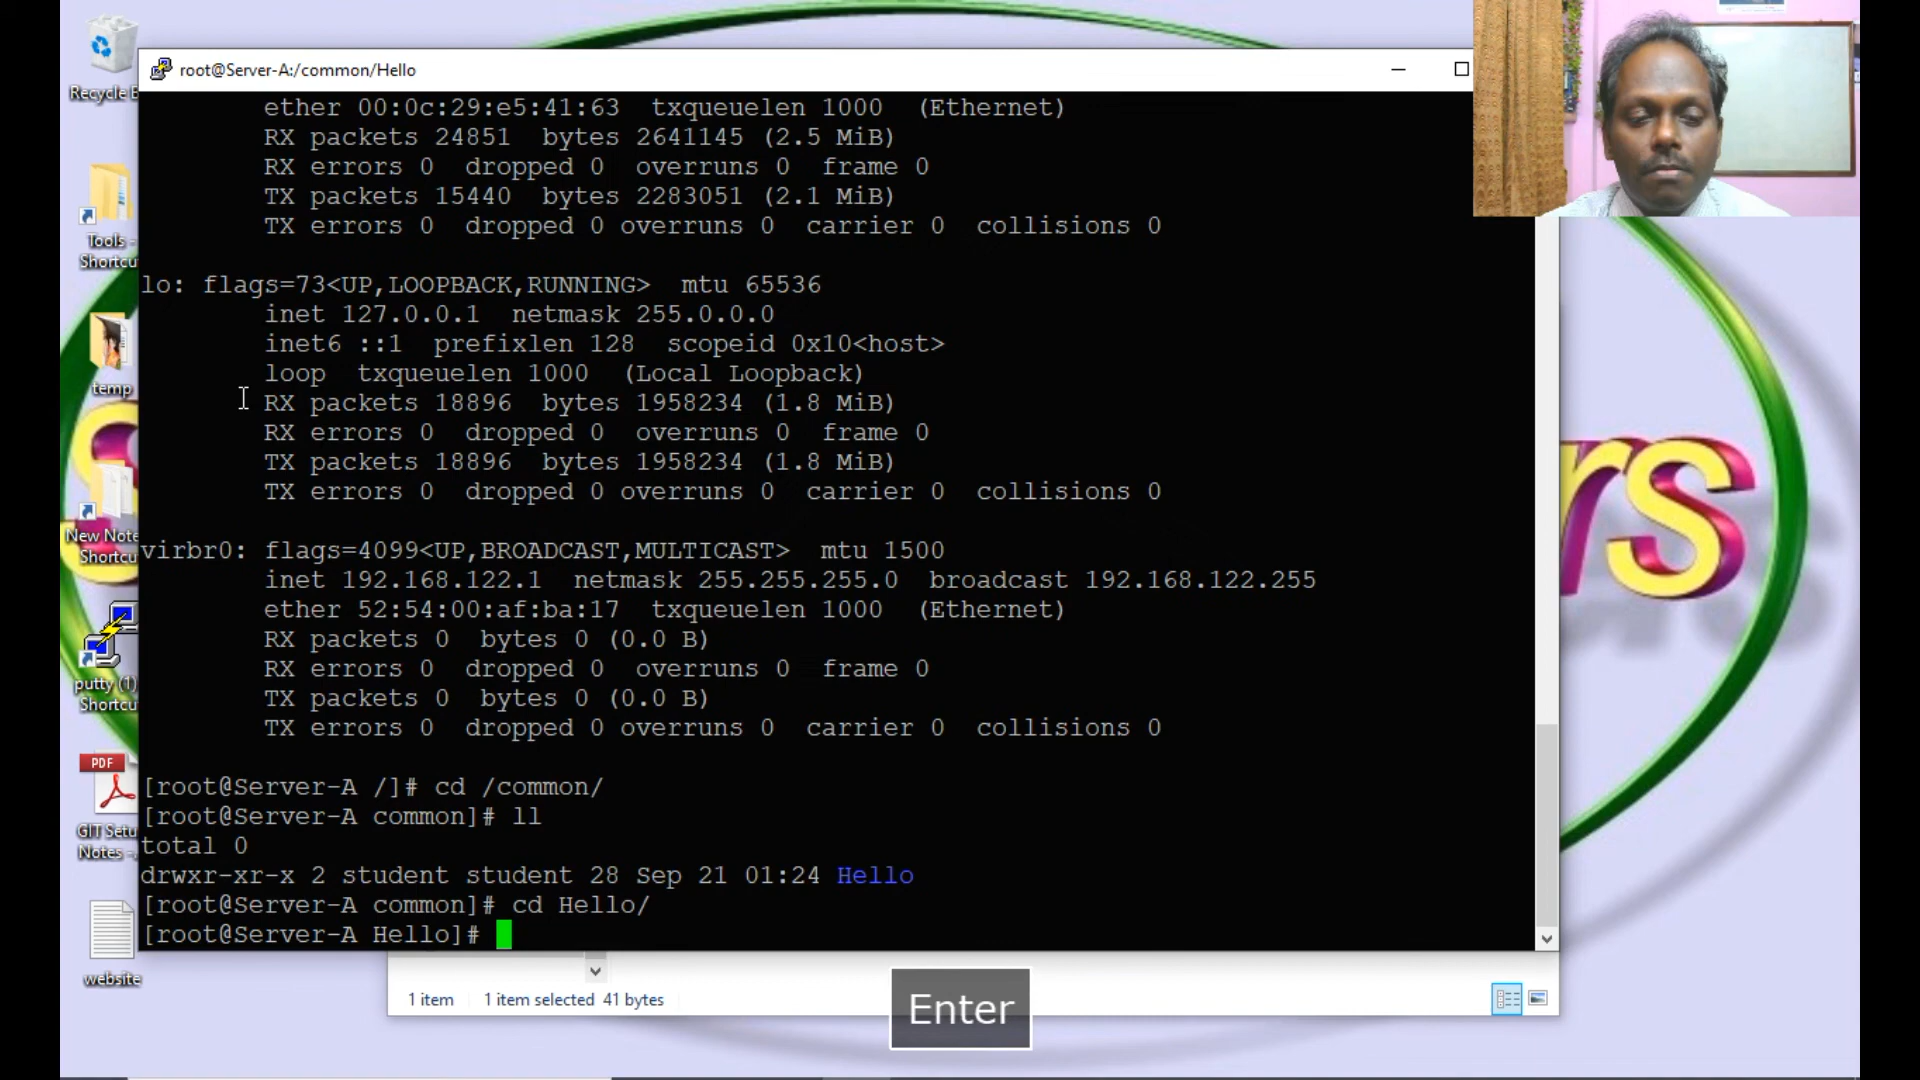 root@Server-A:/common/Hello
Recycle B
ether 00:0c:29:e5:41:63  txqueuelen 1000  (Ethernet)
RX packets 24851  bytes 2641145 (2.5 MiB)
RX errors 0  dropped 0  overruns 0  frame 0
TX packets 15440  bytes 2283051 (2.1 MiB)
TX errors 0  dropped 0 overruns 0  carrier 0  collisions 0
Tools -
Shortcu
lo: flags=73<UP,LOOPBACK,RUNNING>  mtu 65536
inet 127.0.0.1  netmask 255.0.0.0
inet6 ::1  prefixlen 128  scopeid 0x10<host>
loop  txqueuelen 1000  (Local Loopback)
temp
RX packets 18896  bytes 1958234 (1.8 MiB)
RX errors 0  dropped 0  overruns 0  frame 0
TX packets 18896  bytes 1958234 (1.8 MiB)
TX errors 0  dropped 0 overruns 0  carrier 0  collisions 0
New Note
Shortcu
virbr0: flags=4099<UP,BROADCAST,MULTICAST>  mtu 1500
inet 192.168.122.1  netmask 255.255.255.0  broadcast 192.168.122.255
ether 52:54:00:af:ba:17  txqueuelen 1000  (Ethernet)
RX packets 0  bytes 0 (0.0 B)
RX errors 0  dropped 0  overruns 0  frame 0
TX packets 0  bytes 0 (0.0 B)
TX errors 0  dropped 0 overruns 0  carrier 0  collisions 0
putty (1)
Shortcu
PDF
GIT Setu
Notes -
[root@Server-A /]# cd /common/
[root@Server-A common]# ll
total 0
drwxr-xr-x 2 student student 28 Sep 21 01:24 Hello
[root@Server-A common]# cd Hello/
[root@Server-A Hello]#
website
1 item  1 item selected  41 bytes
Enter